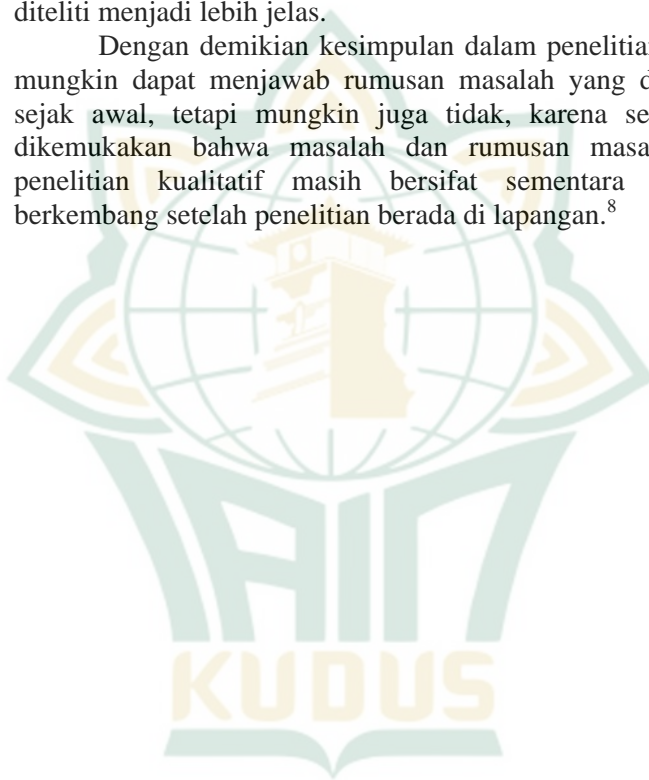 diteliti menjadi lebih jelas.
Dengan demikian kesimpulan dalam penelitian
mungkin dapat menjawab rumusan masalah yang d
sejak awal, tetapi mungkin juga tidak, karena se
dikemukakan bahwa masalah dan rumusan masa
penelitian kualitatif masih bersifat sementara
berkembang setelah penelitian berada di lapangan.⁸
IAIN
KUDUS